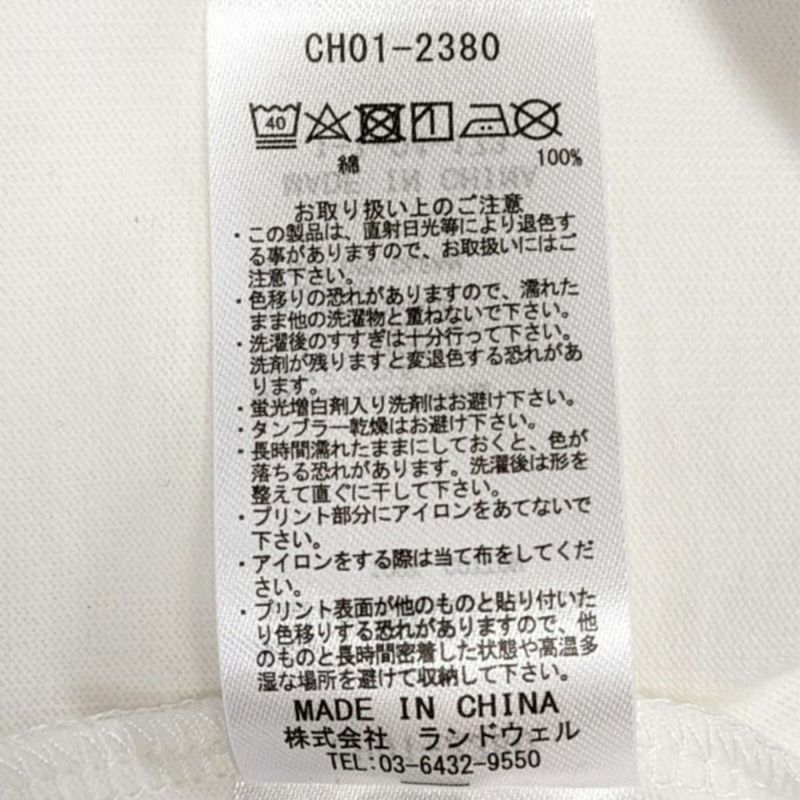 CH01-2380
40
綿 100%
お取り扱い上のご注意
・この製品は、直射日光等により退色す
る事がありますので、お取扱いにはご
注意下さい。
・色移りの恐れがありますので、濡れた
まま他の洗濯物と重ねないで下さい。
・洗濯後のすすぎは十分行って下さい。
洗剤が残りますと変退色する恐れがあ
ります。
・蛍光増白剤入り洗剤はお避け下さい。
・タンブラー乾燥はお避け下さい。
・長時間濡れたままにしておくと、色が
落ちる恐れがあります。洗濯後は形を
整えて直ぐに干して下さい。
・プリント部分にアイロンをあてないで
下さい。
・アイロンをする際は当て布をしてくだ
さい。
・プリント表面が他のものと貼り付いた
り色移りする恐れがありますので、他
のものと長時間密着した状態や高温多
湿な場所を避けて収納して下さい。
MADE IN CHINA
株式会社 ランドウェル
TEL:03-6432-9550